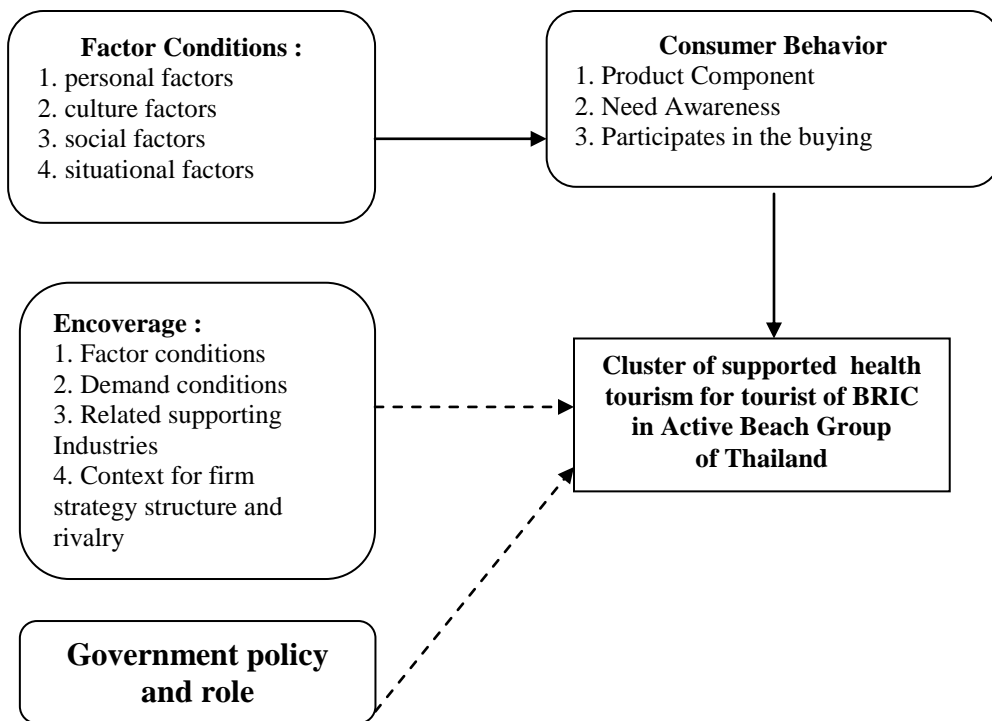 Factor Conditions :
1. personal factors
2. culture factors
3. social factors
4. situational factors
Consumer Behavior
1. Product Component
2. Need Awareness
3. Participates in the buying
Encoverage :
1. Factor conditions
2. Demand conditions
3. Related supporting
Industries
4. Context for firm
strategy structure and
rivalry
Cluster of supported health
tourism for tourist of BRIC
in Active Beach Group
of Thailand
Government policy
and role